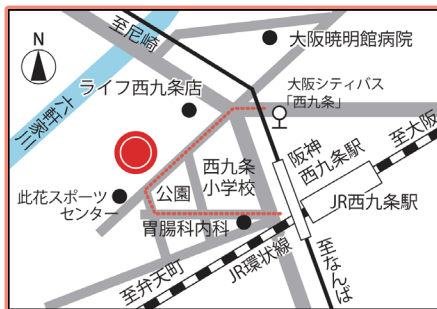 N
至尼崎
大阪暁明館病院
六軒家川
ライフ西九条店
大阪シティバス
「西九条」
至大阪
阪神
西九条駅
西九条
小学校
公園
此花スポーツ
センター
JR西九条駅
胃腸科内科
JR環状線
至弁天町
至なんば